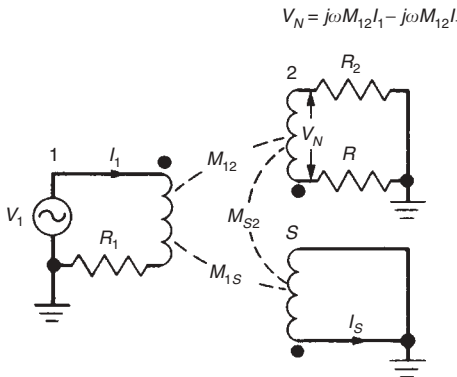 V_N = jωM_12I_1 – jωM_12I
2
R_2
1
I_1
M_12
V_N
R
V_1
R_1
M_S2
S
M_1S
I_S